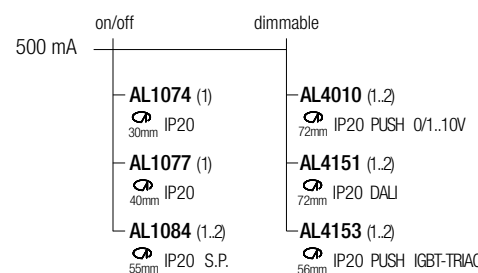 on/off dimmable
500 mA
AL1074 (1) AL4010 (1..2)
30mm IP20 72mm IP20 PUSH 0/1..10V
AL1077 (1) AL4151 (1..2)
40mm IP20 72mm IP20 DALI
AL1084 (1..2) AL4153 (1..2)
55mm IP20 S.P. 56mm IP20 PUSH IGBT-TRIAC